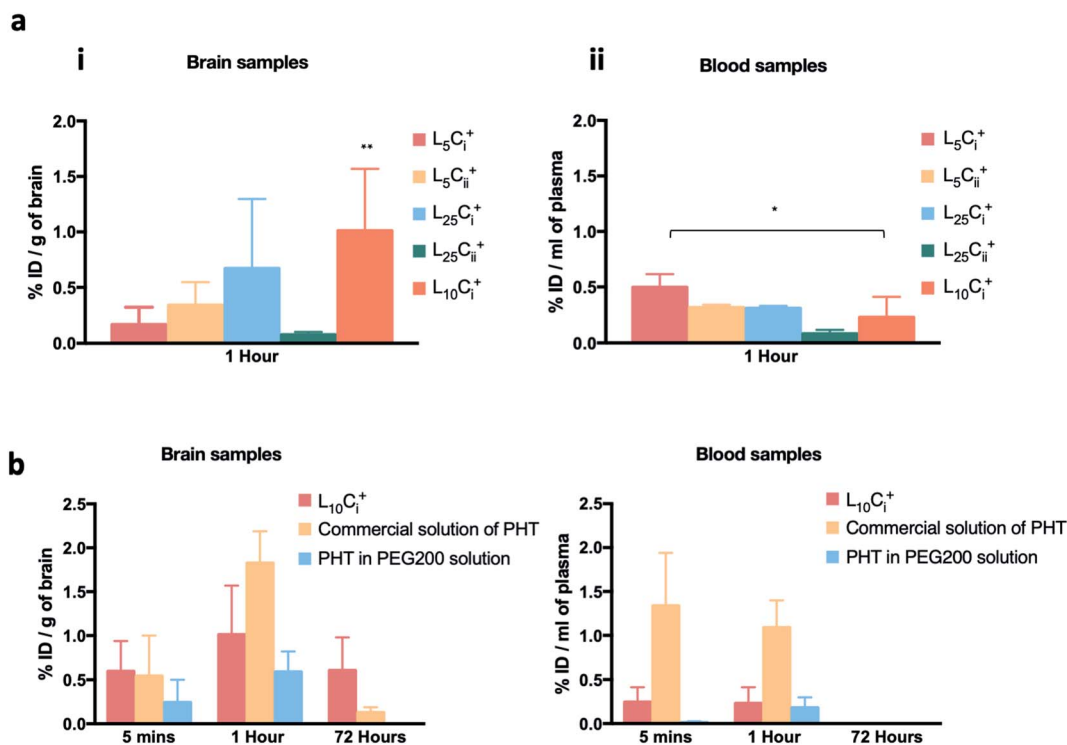 a
i
Brain samples
% ID / g of brain
2.0
1.5
1.0
0.5
0.0
**
1 Hour
L₅Cᵢ⁺
L₅Cᵢᵢ⁺
L₂₅Cᵢ⁺
L₂₅Cᵢᵢ⁺
L₁₀Cᵢ⁺
ii
Blood samples
% ID / ml of plasma
2.0
1.5
1.0
0.5
0.0
*
1 Hour
L₅Cᵢ⁺
L₅Cᵢᵢ⁺
L₂₅Cᵢ⁺
L₂₅Cᵢᵢ⁺
L₁₀Cᵢ⁺
b
Brain samples
% ID / g of brain
2.5
2.0
1.5
1.0
0.5
0.0
L₁₀Cᵢ⁺
Commercial solution of PHT
PHT in PEG200 solution
5 mins 1 Hour 72 Hours
Blood samples
% ID / ml of plasma
2.5
2.0
1.5
1.0
0.5
0.0
L₁₀Cᵢ⁺
Commercial solution of PHT
PHT in PEG200 solution
5 mins 1 Hour 72 Hours